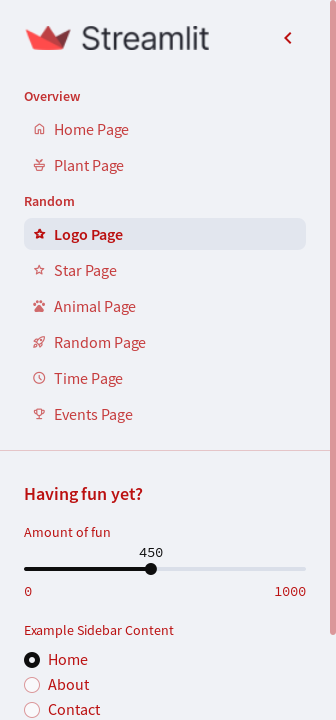 Streamlit
Overview
Home Page
Plant Page
Random
Logo Page
Star Page
Animal Page
Random Page
Time Page
Events Page
Having fun yet?
Amount of fun
450
0 1000
Example Sidebar Content
Home
About
Contact